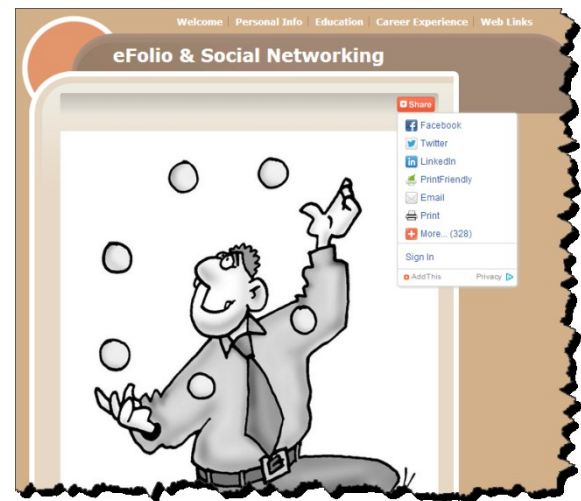 Welcome | Personal Info | Education | Career Experience | Web Links
eFolio & Social Networking
Share
Facebook
Twitter
LinkedIn
PrintFriendly
Email
Print
More... (328)
Sign In
AddThis Privacy